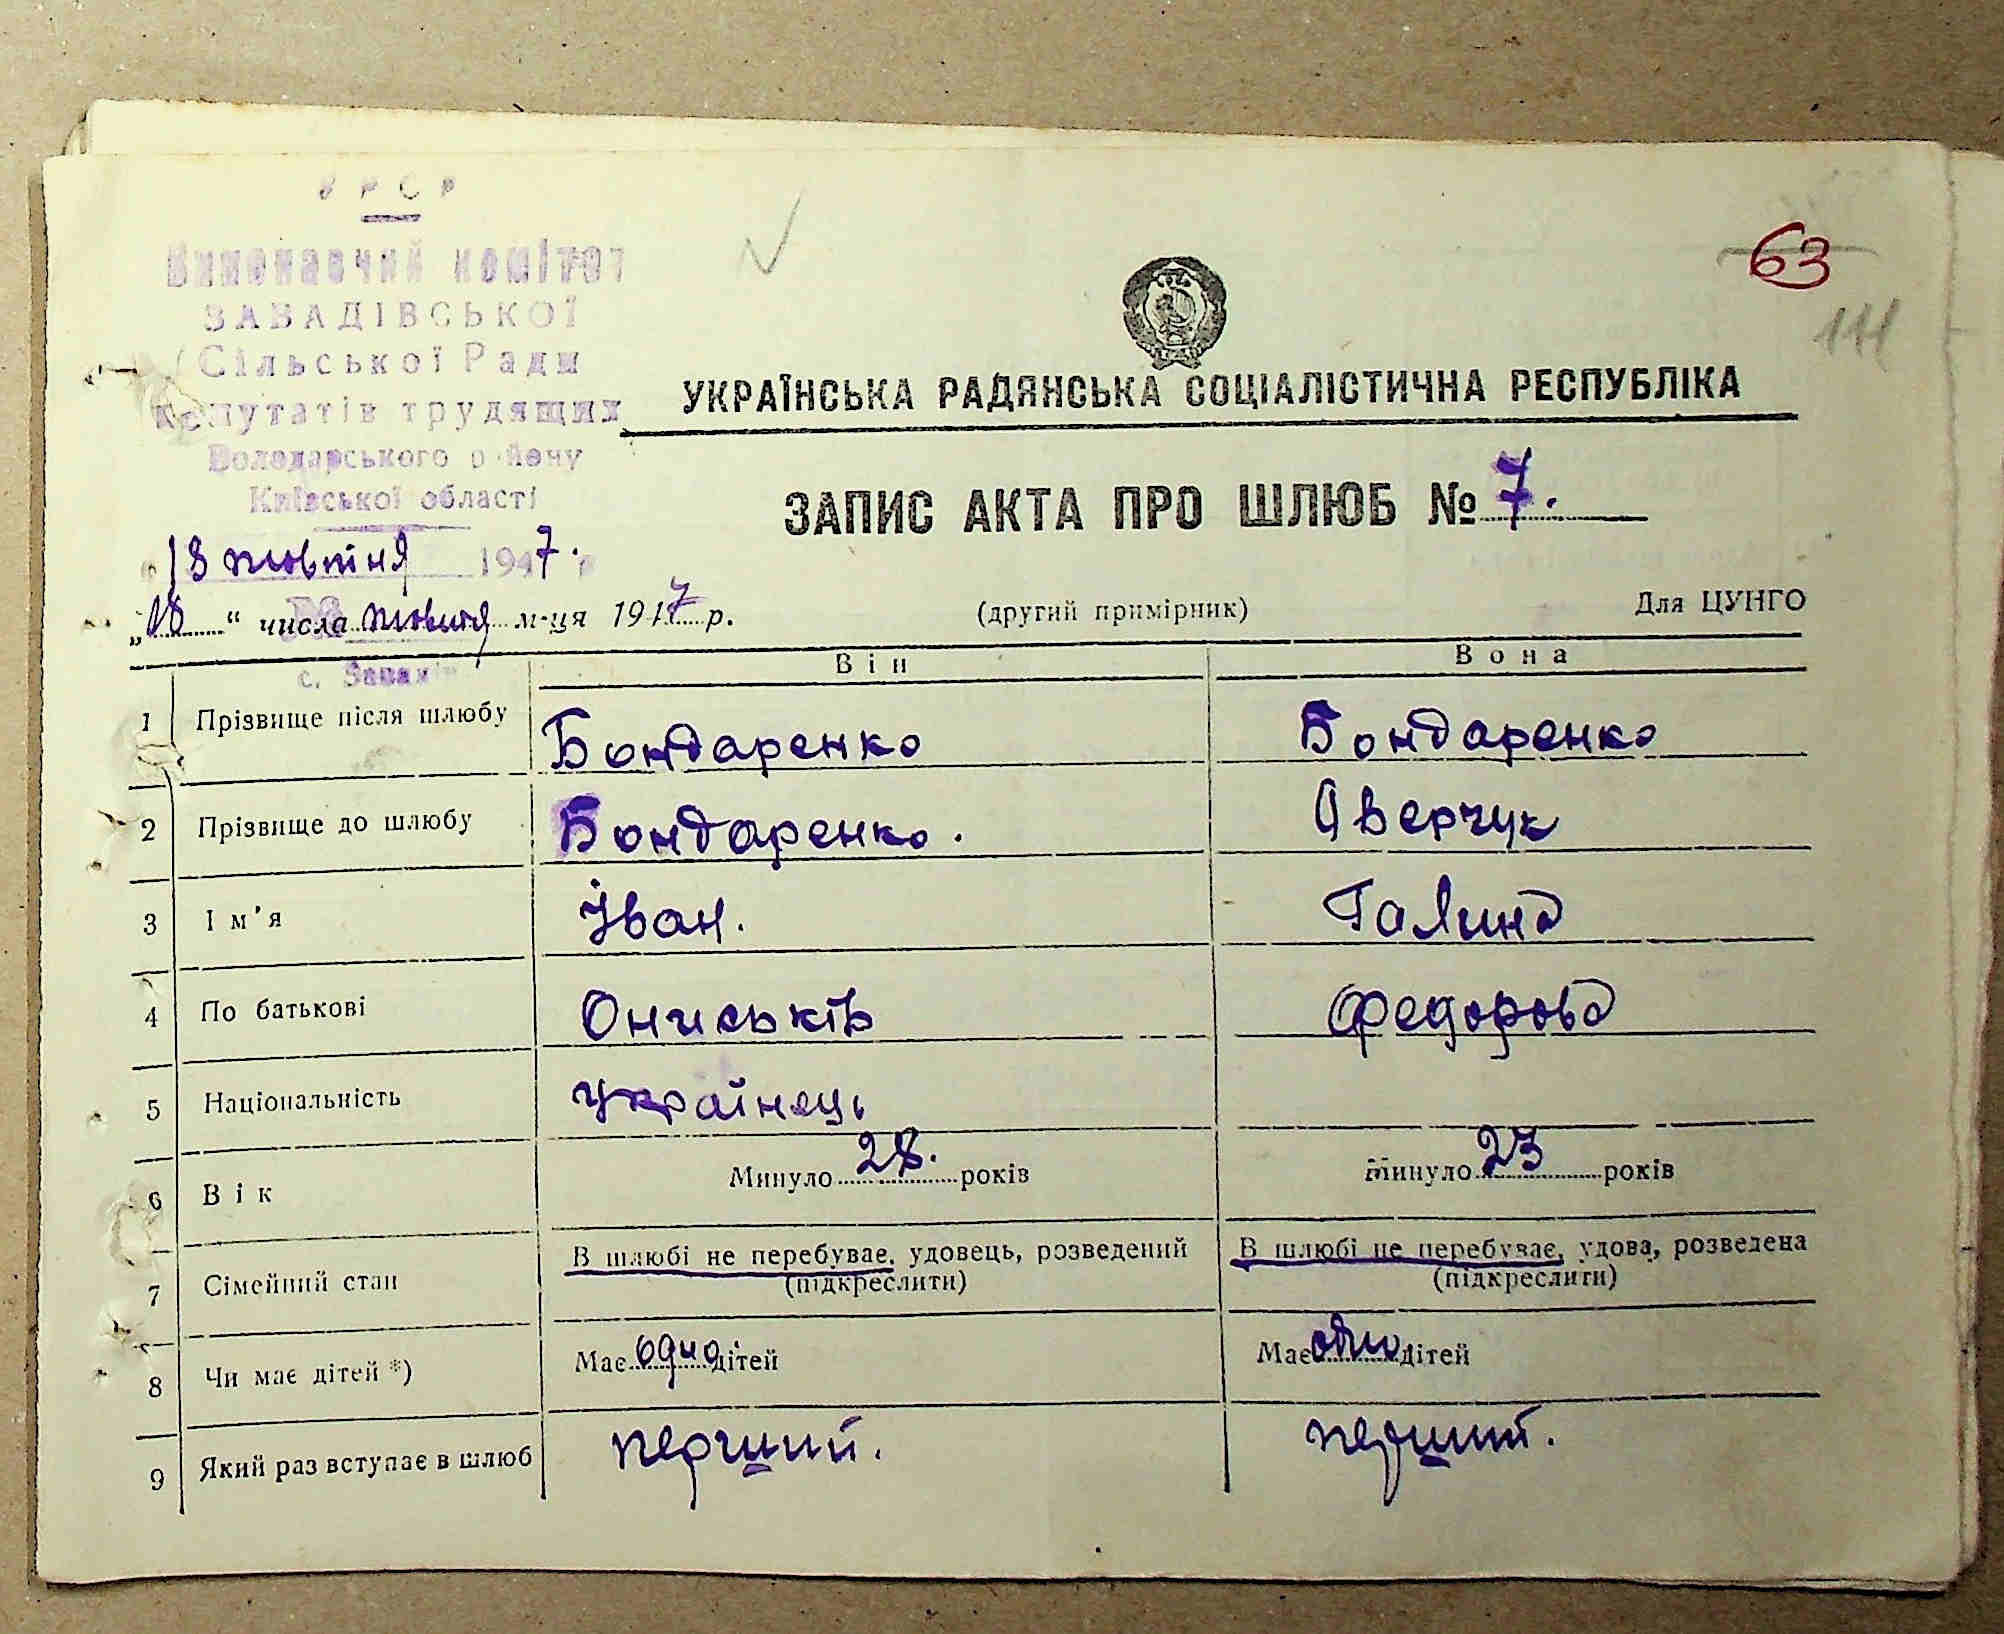 УРСР
Виконавчий комітет
ЗАВАДІВСЬКОЇ
Сільської Ради
депутатів трудящих
Володарського району
Київської області
18 жовтня 1947.
63
111
УКРАЇНСЬКА РАДЯНСЬКА СОЦІАЛІСТИЧНА РЕСПУБЛІКА
ЗАПИС АКТА ПРО ШЛЮБ № 7.
„18“ числа жовтня м-ця 1947 р. (другий примірник) Для ЦУНГО
с.
Він Вона
1 Прізвище після шлюбу Бондаренко Бондаренко
2 Прізвище до шлюбу Бондаренко. Аверчук
3 Ім'я Іван. Галина
4 По батькові Ониськів Федорова
5 Національність українець
6 Вік Минуло 28. років Минуло 23 років
7 Сімейний стан В шлюбі не перебуває, удовець, розведений В шлюбі не перебуває, удова, розведена
(підкреслити) (підкреслити)
8 Чи має дітей *) Має одно дітей Має одно дітей
9 Який раз вступає в шлюб перший. перший.